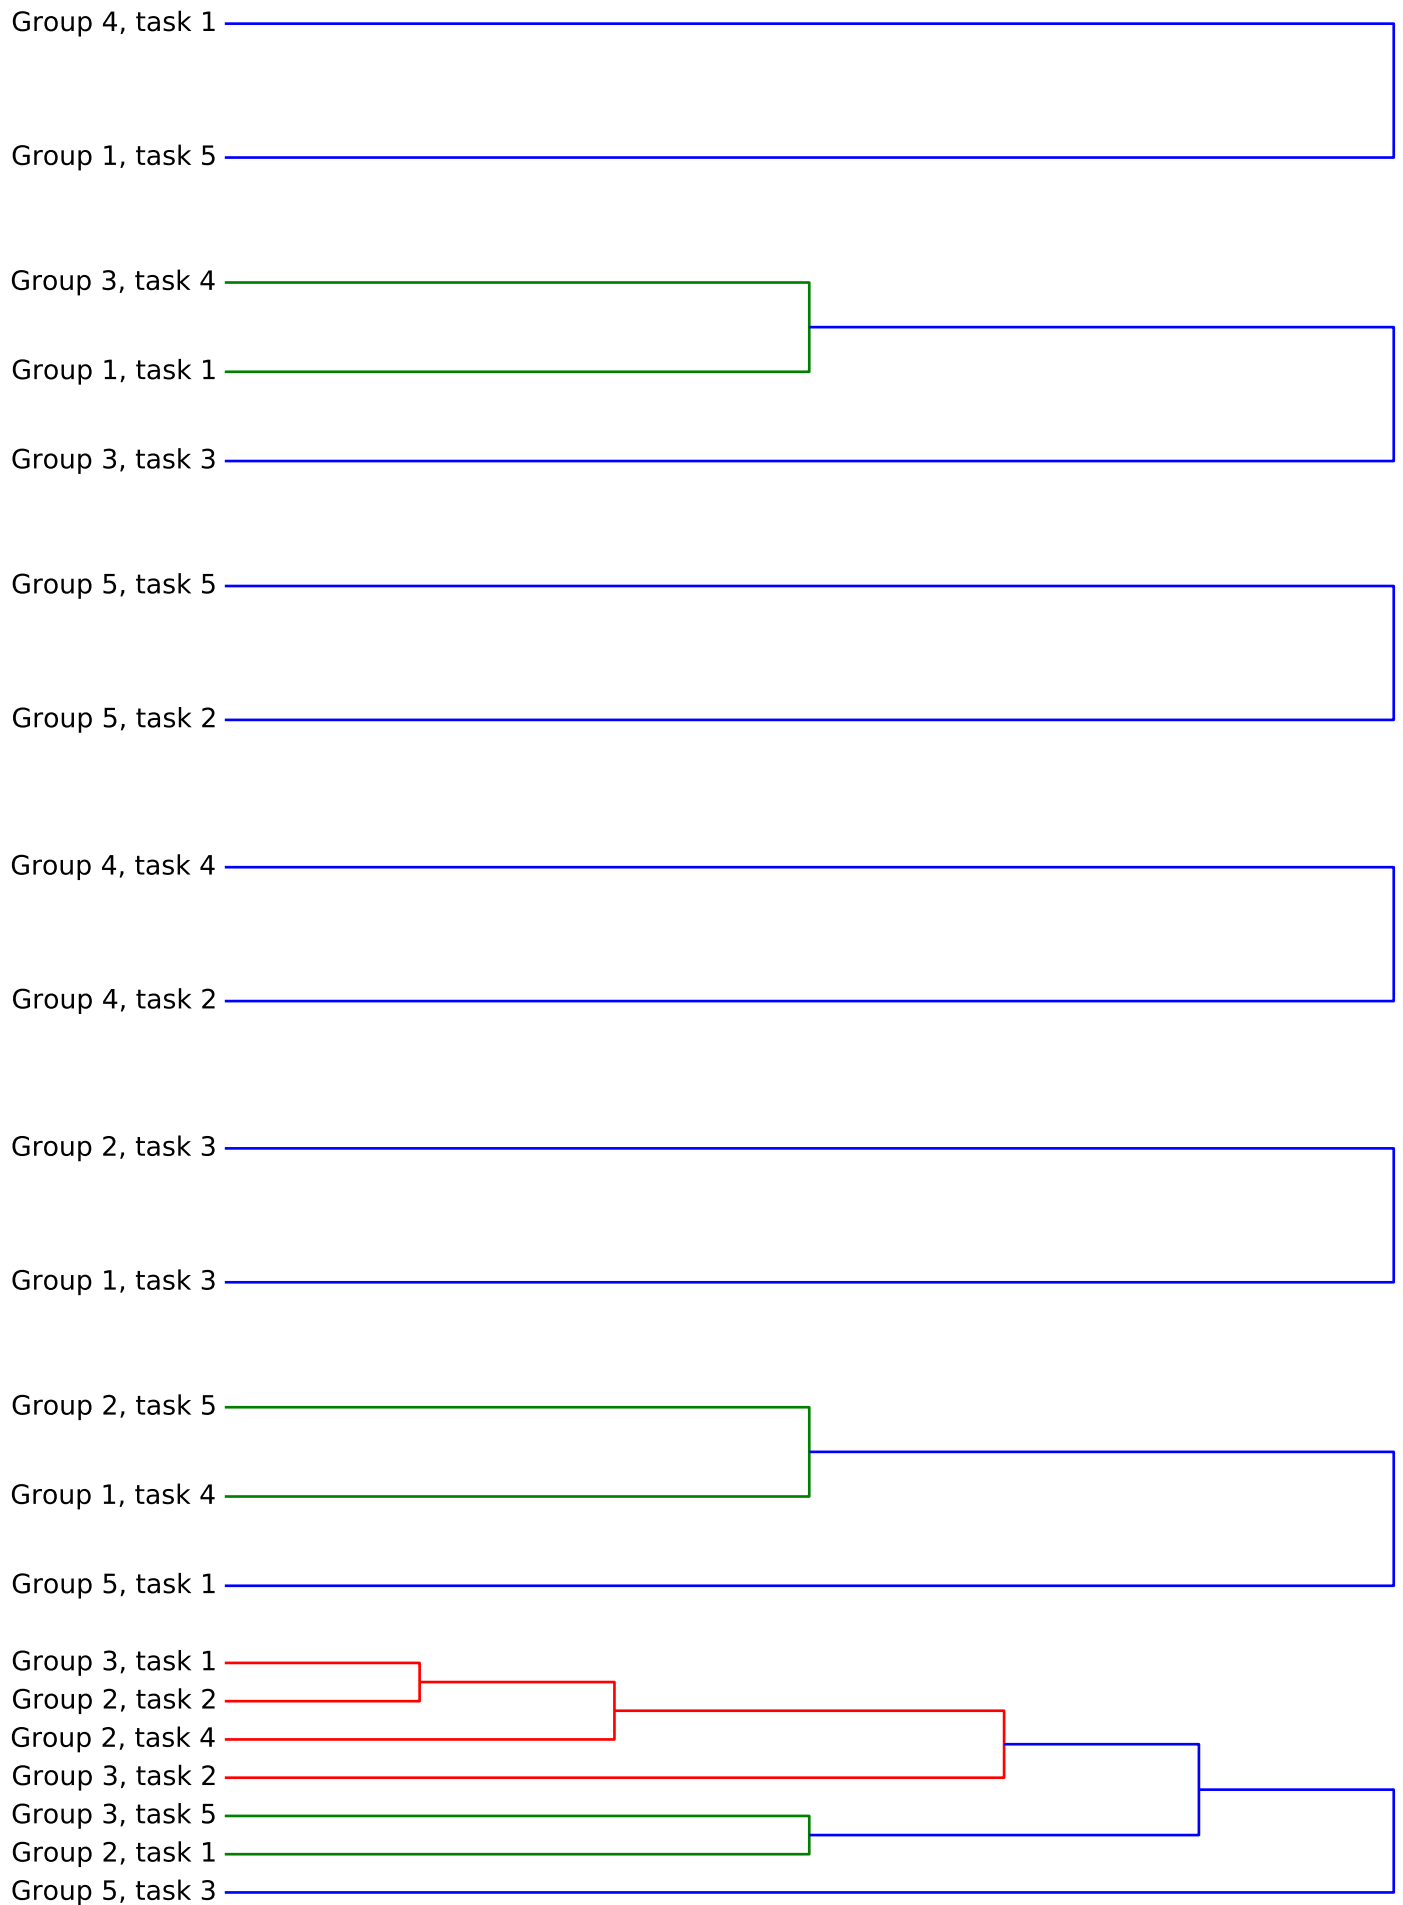 Group 4, task 1
Group 1, task 5
Group 3, task 4
Group 1, task 1
Group 3, task 3
Group 5, task 5
Group 5, task 2
Group 4, task 4
Group 4, task 2
Group 2, task 3
Group 1, task 3
Group 2, task 5
Group 1, task 4
Group 5, task 1
Group 3, task 1
Group 2, task 2
Group 2, task 4
Group 3, task 2
Group 3, task 5
Group 2, task 1
Group 5, task 3